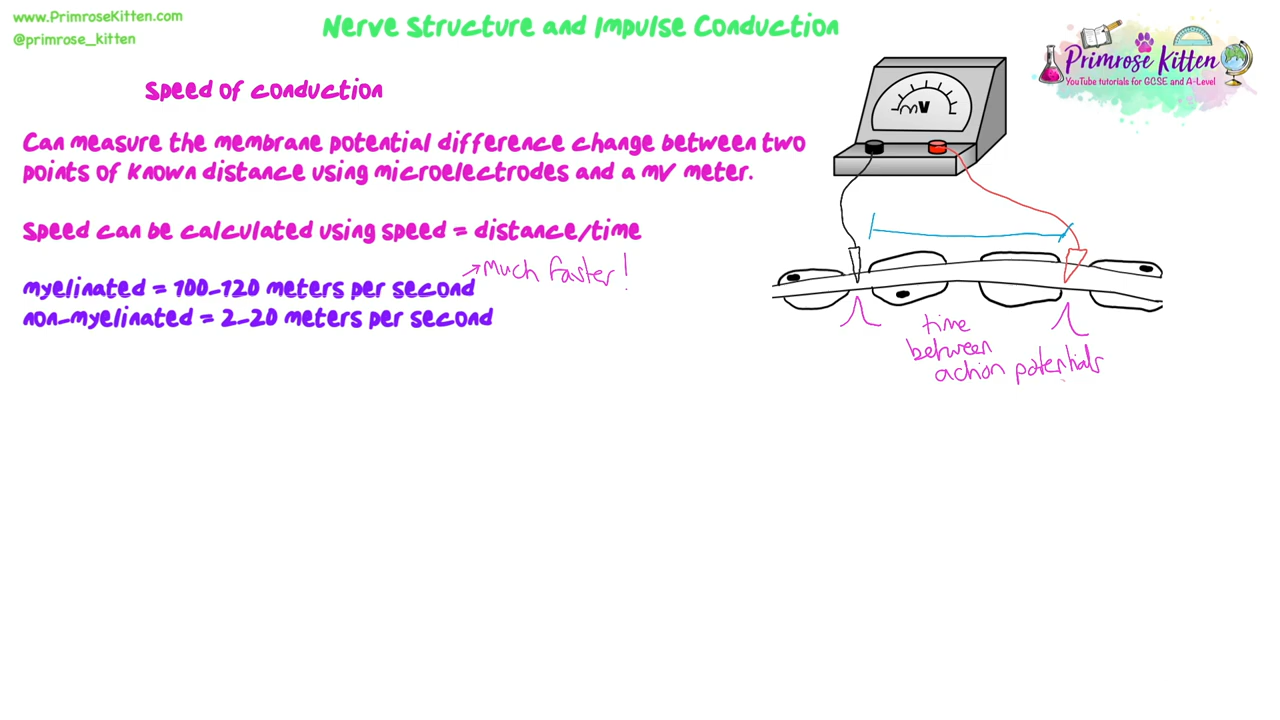 www.PrimroseKitten.com
@primrose_kitten
Nerve Structure and Impulse Conduction
Primrose Kitten
YouTube tutorials for GCSE and A-Level
Speed of conduction
Can measure the membrane potential difference change between two
points of known distance using microelectrodes and a mV meter.
Speed can be calculated using speed = distance/time
much faster!
myelinated = 100-120 meters per second
non-myelinated = 2-20 meters per second
mV
time
between
action potentials